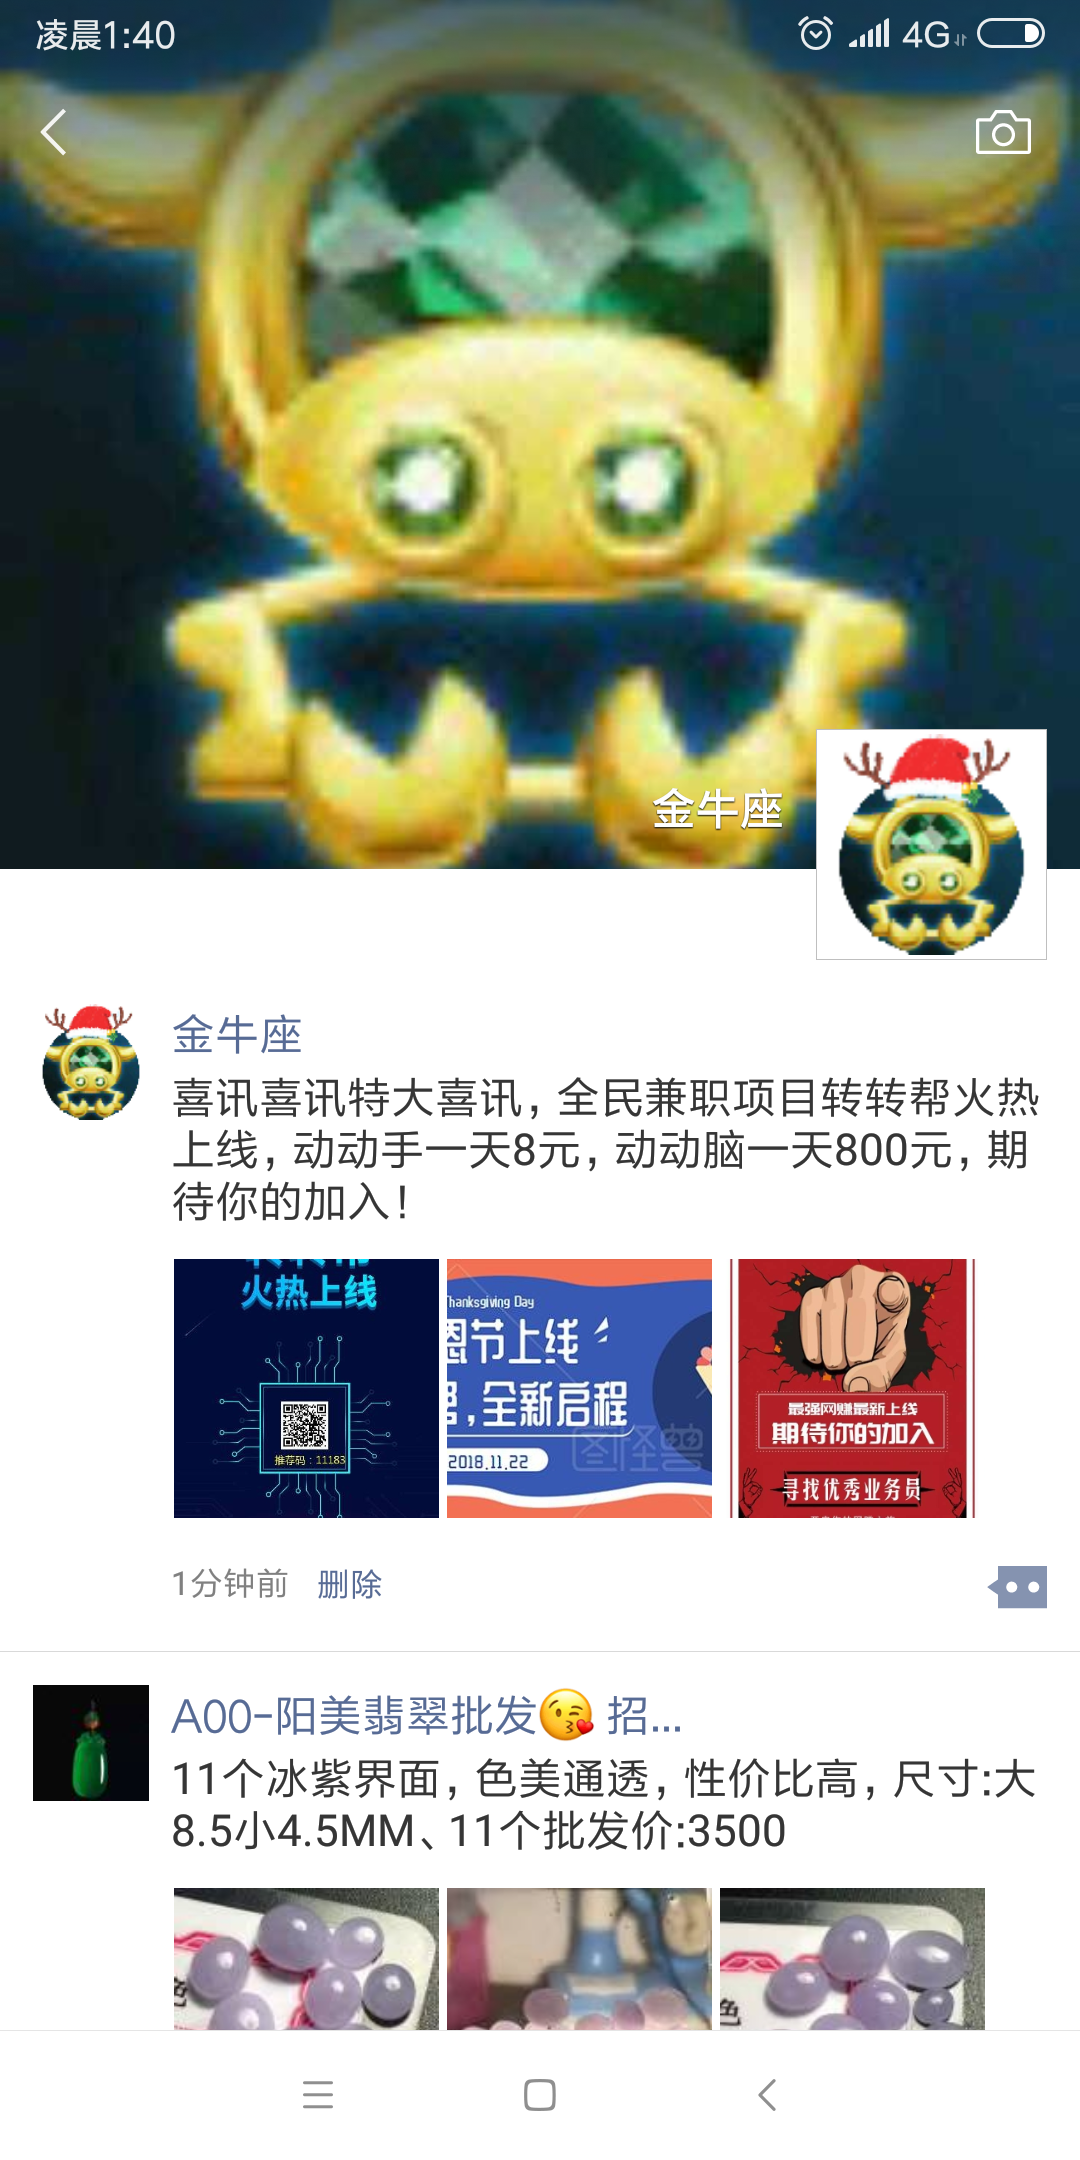 凌晨1:40
4G
金牛座
金牛座
喜讯喜讯特大喜讯，全民兼职项目转转帮火热
上线，动动手一天8元，动动脑一天800元，期
待你的加入！
火热上线
推荐码：11183
Thanksgiving Day
恩节上线
,全新启程
2018.11.22
图怪兽
最强网赚最新上线
期待你的加入
寻找优秀业务员
1分钟前 删除
A00-阳美翡翠批发😘 招...
11个冰紫界面，色美通透，性价比高，尺寸:大
8.5小4.5MM、11个批发价:3500
色